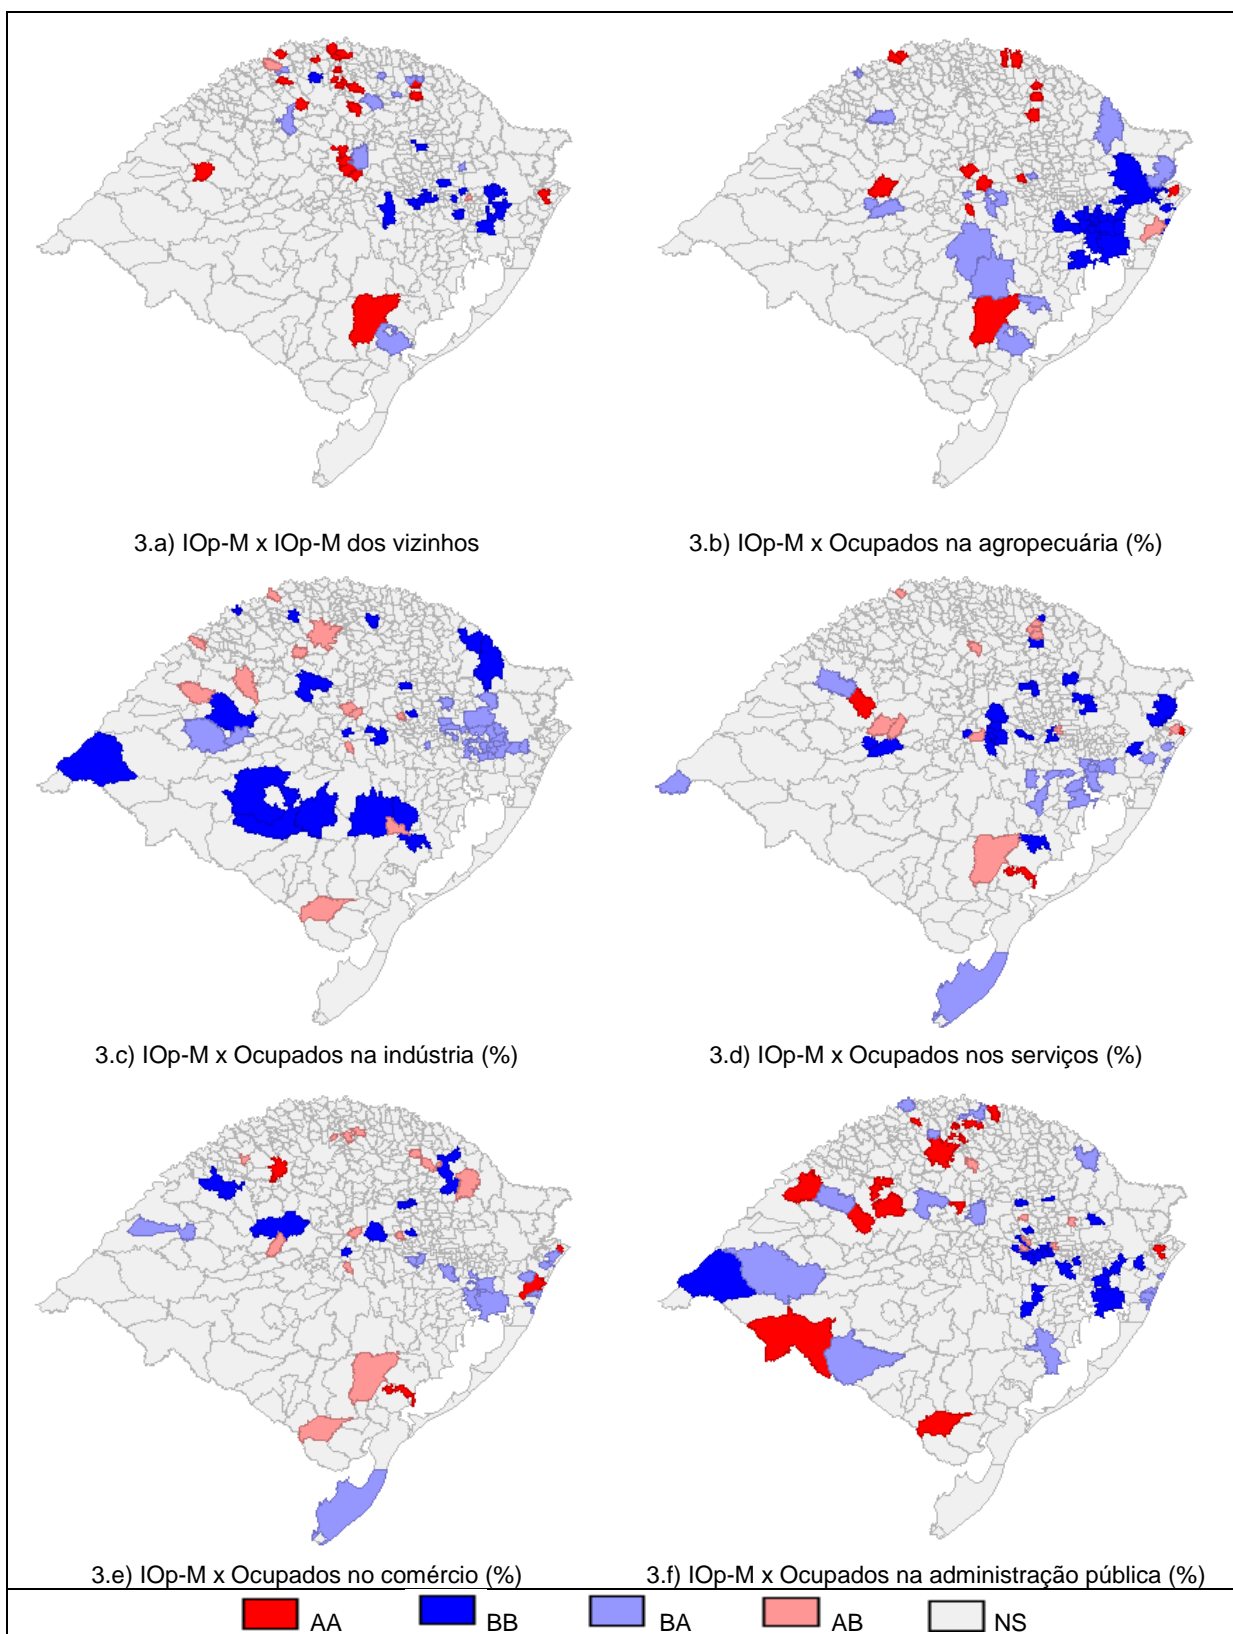 3.a) IOp-M x IOp-M dos vizinhos
3.b) IOp-M x Ocupados na agropecuária (%)
3.c) IOp-M x Ocupados na indústria (%)
3.d) IOp-M x Ocupados nos serviços (%)
3.e) IOp-M x Ocupados no comércio (%)
3.f) IOp-M x Ocupados na administração pública (%)
AA
BB
BA
AB
NS